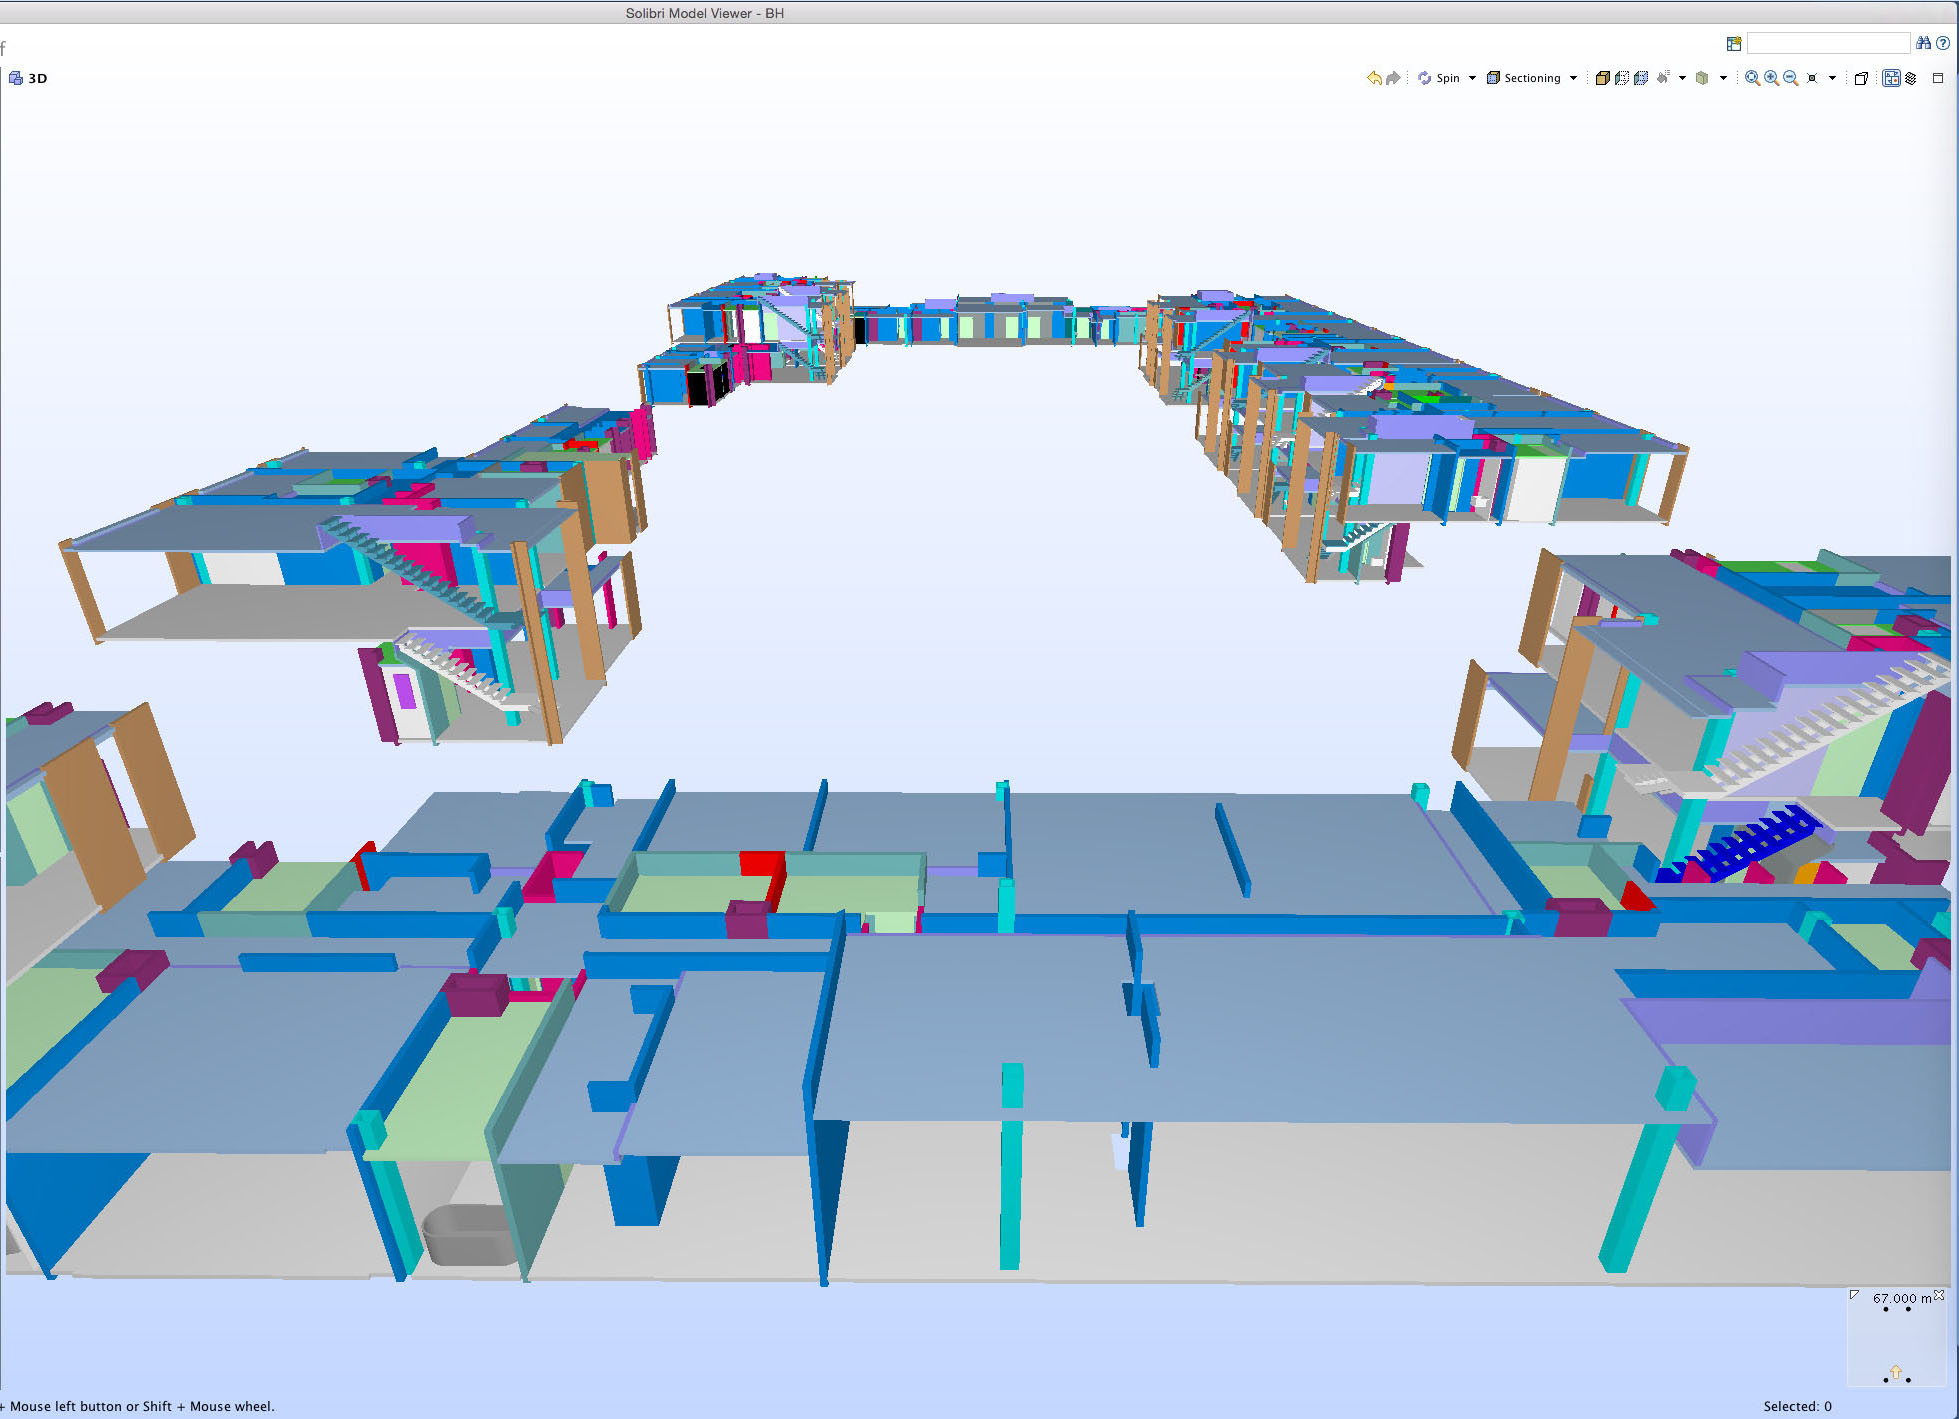 Solibri Model Viewer - BH
f
3D
Spin
Sectioning
67.000 m
+ Mouse left button or Shift + Mouse wheel.
Selected: 0